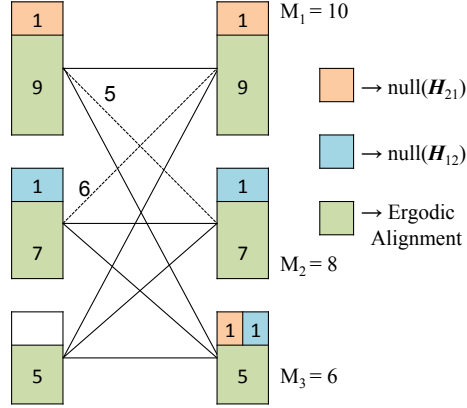 1
1
M₁ = 10
9
5
9
→ null(H₂₁)
1
6
1
→ null(H₁₂)
7
7
→ Ergodic
Alignment
M₂ = 8
1
1
5
5
M₃ = 6